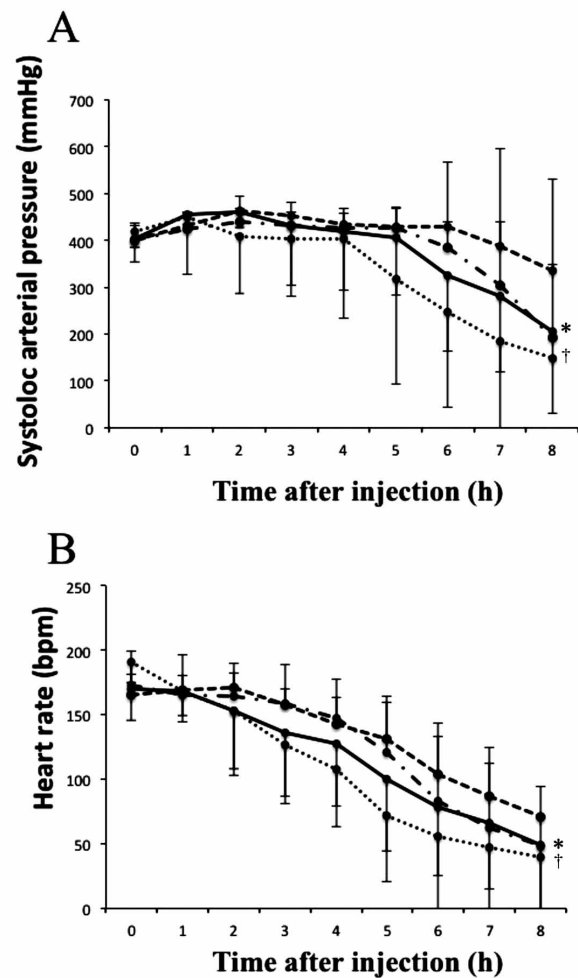 A
Systoloc arterial pressure (mmHg)
700
600
500
400
300
200
100
0
*
†
0 1 2 3 4 5 6 7 8
Time after injection (h)
B
Heart rate (bpm)
250
200
150
100
50
0
*
†
0 1 2 3 4 5 6 7 8
Time after injection (h)